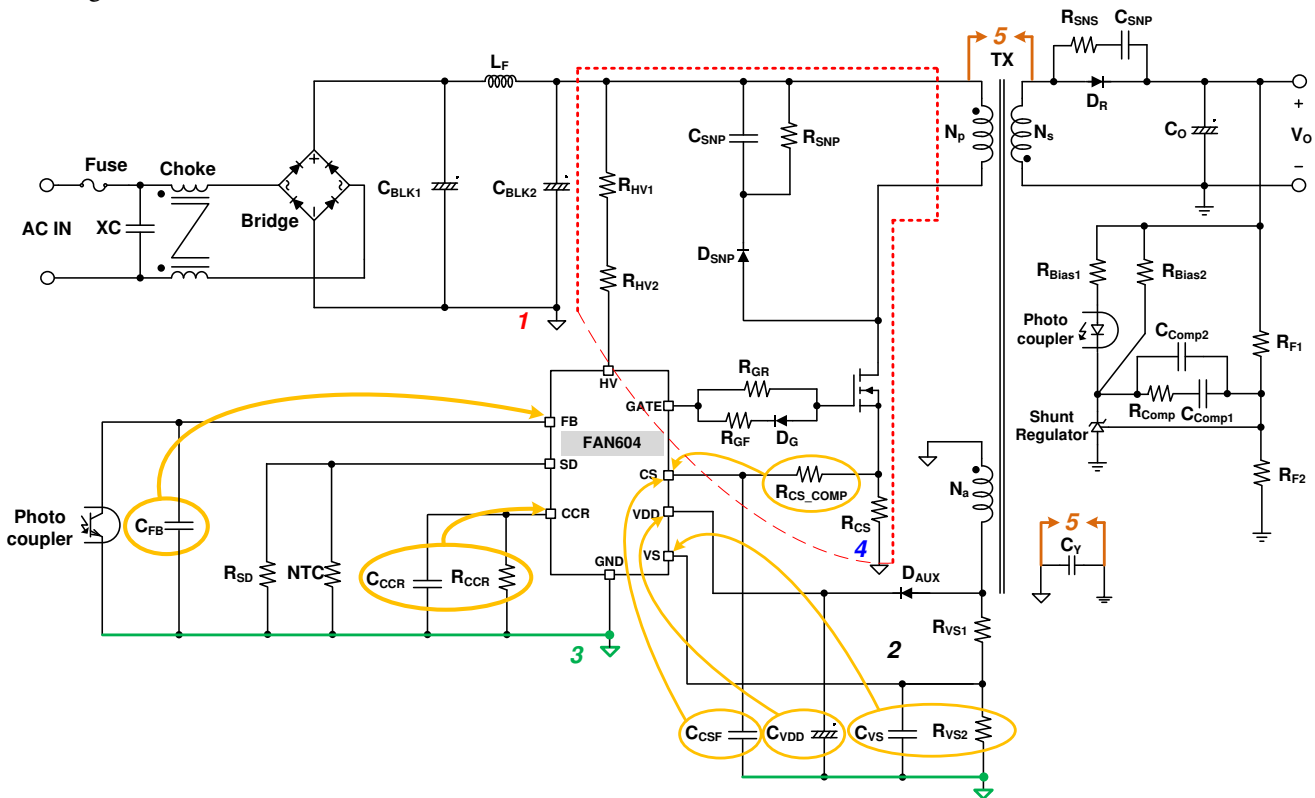 5
TX
RSNS
CSNP
DR
Np
Ns
CO
+
VO
−
LF
Fuse
Choke
AC IN
XC
Bridge
+
−
CBLK1
CBLK2
RHV1
RHV2
CSNP
RSNP
DSNP
1
RBias1
RBias2
Photo
coupler
CComp2
RComp
CComp1
RF1
Shunt
Regulator
RF2
HV
GATE
FB
FAN604
SD
CS
CCR
VDD
VS
GND
RGR
RGF
DG
RCS_COMP
RCS
4
Na
Photo
coupler
CFB
RSD
NTC
CCCR
RCCR
3
5
CY
DAUX
RVS1
2
CCSF
CVDD
CVS
RVS2